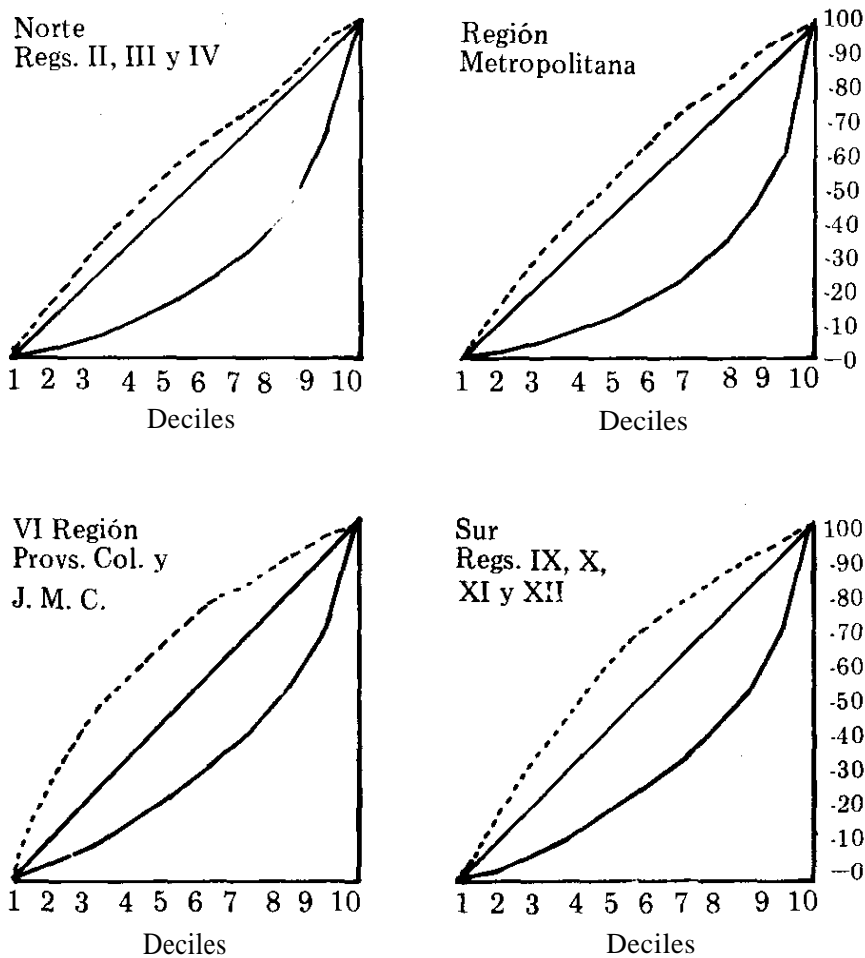 Norte
Regs. II, III y IV
1 2 3 4 5 6 7 8 9 10
Deciles
Región
Metropolitana
100
-90
-80
-70
-60
-50
-40
-30
-20
-10
—0
1 2 3 4 5 6 7 8 9 10
Deciles
VI Región
Provs. Col. y
J. M. C.
1 2 3 4 5 6 7 8 9 10
Deciles
Sur
Regs. IX, X,
XI y XII
100
-90
-80
-70
-60
-50
-40
-30
-20
-10
—0
1 2 3 4 5 6 7 8 9 10
Deciles